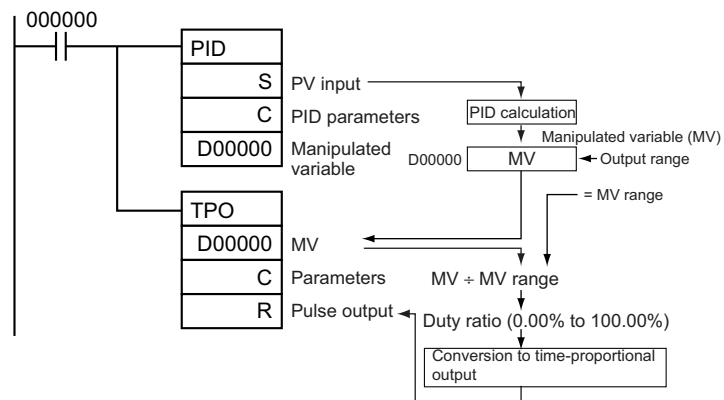 000000
PID
S PV input
C PID parameters
D00000 Manipulated
variable
PID calculation
Manipulated variable (MV)
D00000 MV Output range
= MV range
TPO
D00000 MV
C Parameters
R Pulse output
MV ÷ MV range
Duty ratio (0.00% to 100.00%)
Conversion to time-proportional
output